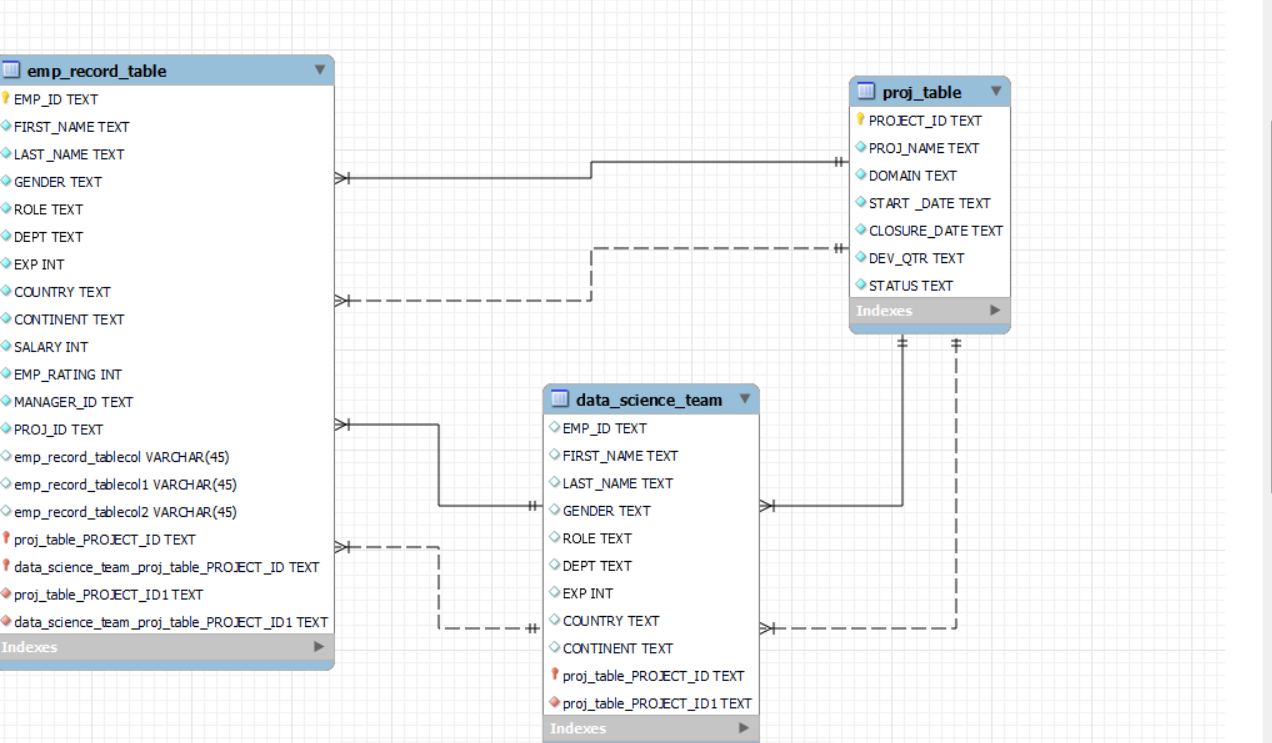 emp_record_table
EMP_ID TEXT
FIRST_NAME TEXT
LAST_NAME TEXT
GENDER TEXT
ROLE TEXT
DEPT TEXT
EXP INT
COUNTRY TEXT
CONTINENT TEXT
SALARY INT
EMP_RATING INT
MANAGER_ID TEXT
PROJ_ID TEXT
emp_record_tablecol VARCHAR(45)
emp_record_tablecol1 VARCHAR(45)
emp_record_tablecol2 VARCHAR(45)
proj_table_PROJECT_ID TEXT
data_science_team_proj_table_PROJECT_ID TEXT
proj_table_PROJECT_ID1 TEXT
data_science_team_proj_table_PROJECT_ID1 TEXT
Indexes
proj_table
PROJECT_ID TEXT
PROJ_NAME TEXT
DOMAIN TEXT
START _DATE TEXT
CLOSURE_DATE TEXT
DEV_QTR TEXT
STATUS TEXT
Indexes
data_science_team
EMP_ID TEXT
FIRST_NAME TEXT
LAST_NAME TEXT
GENDER TEXT
ROLE TEXT
DEPT TEXT
EXP INT
COUNTRY TEXT
CONTINENT TEXT
proj_table_PROJECT_ID TEXT
proj_table_PROJECT_ID1 TEXT
Indexes